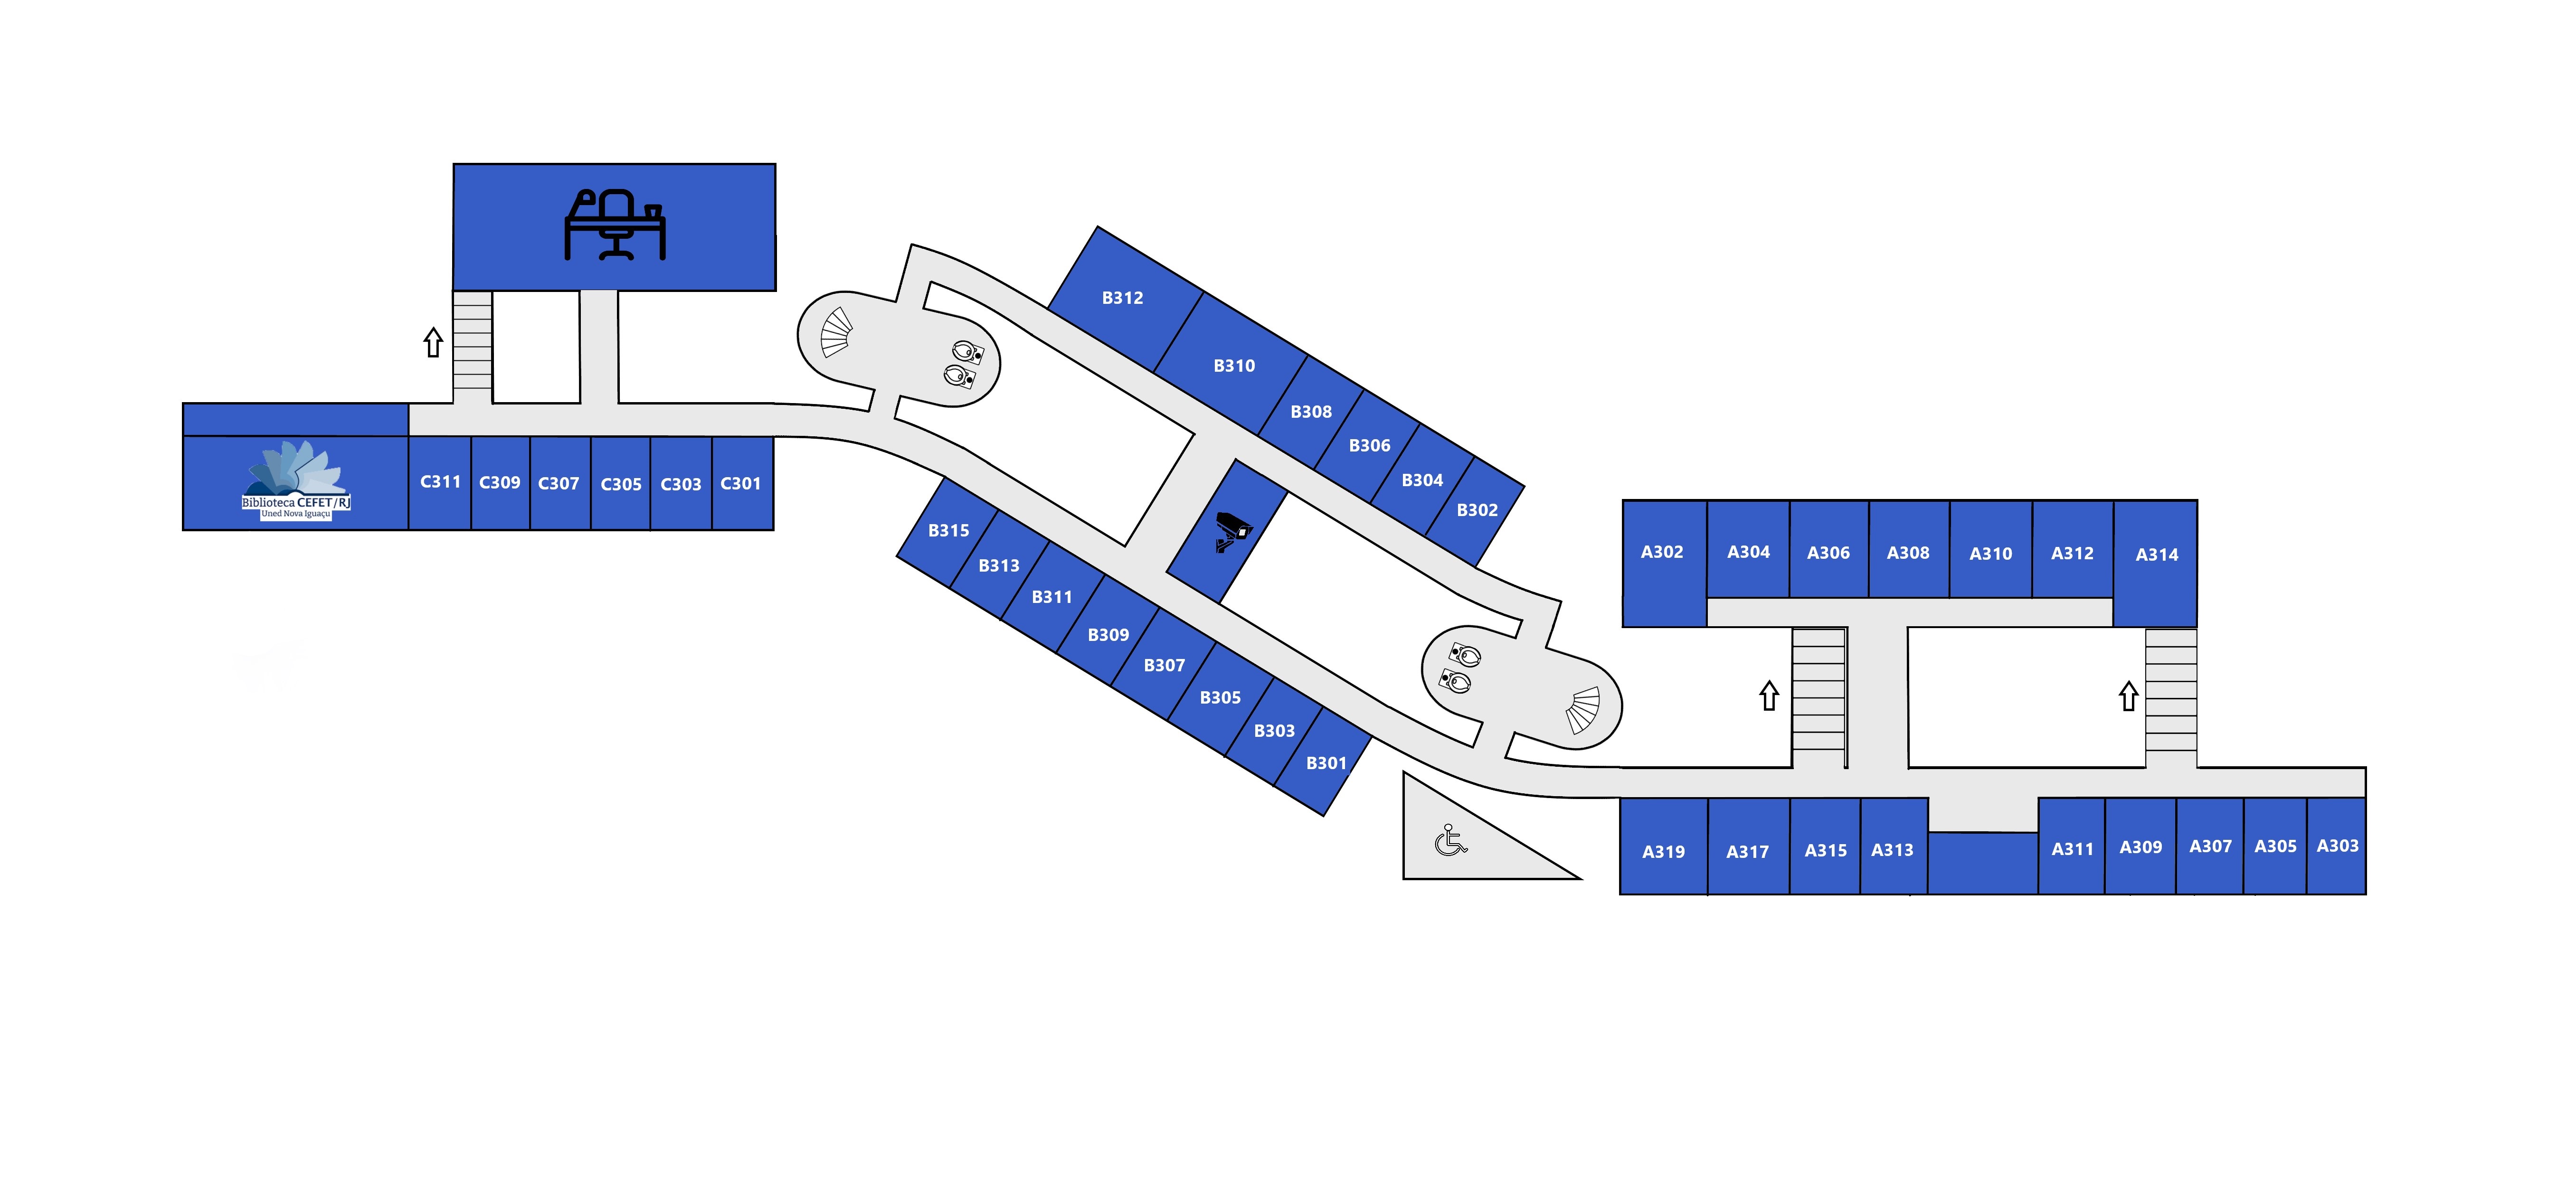 B312
B310
B308
B306
B304
B302
Biblioteca CEFET/RJ
Uned Nova Iguaçu
C311
C309
C307
C305
C303
C301
B315
B313
B311
B309
B307
B305
B303
B301
A302
A304
A306
A308
A310
A312
A314
A319
A317
A315
A313
A311
A309
A307
A305
A303